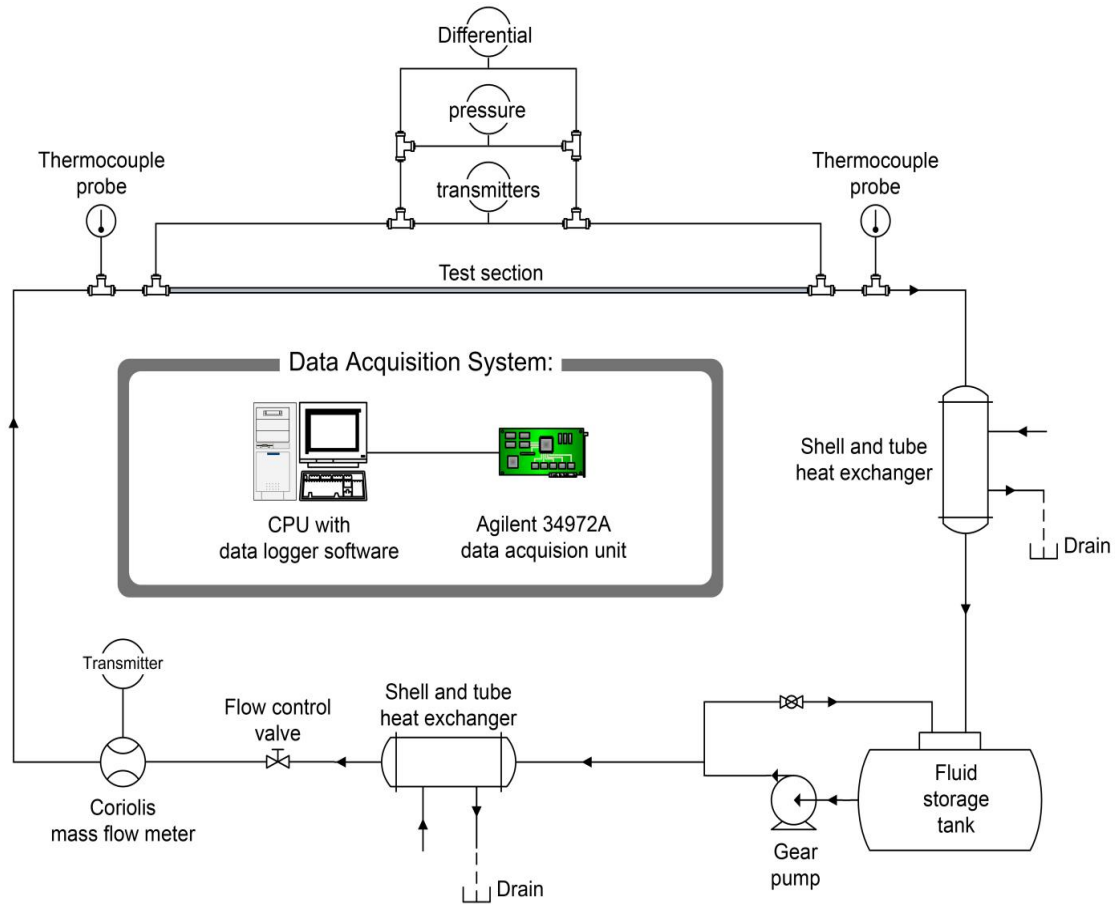 Differential
pressure
transmitters
Thermocouple
probe
Thermocouple
probe
Test section
Data Acquisition System:
CPU with
data logger software
Agilent 34972A
data acquision unit
Shell and tube
heat exchanger
Drain
Transmitter
Flow control
valve
Shell and tube
heat exchanger
Coriolis
mass flow meter
Fluid
storage
tank
Gear
pump
Drain